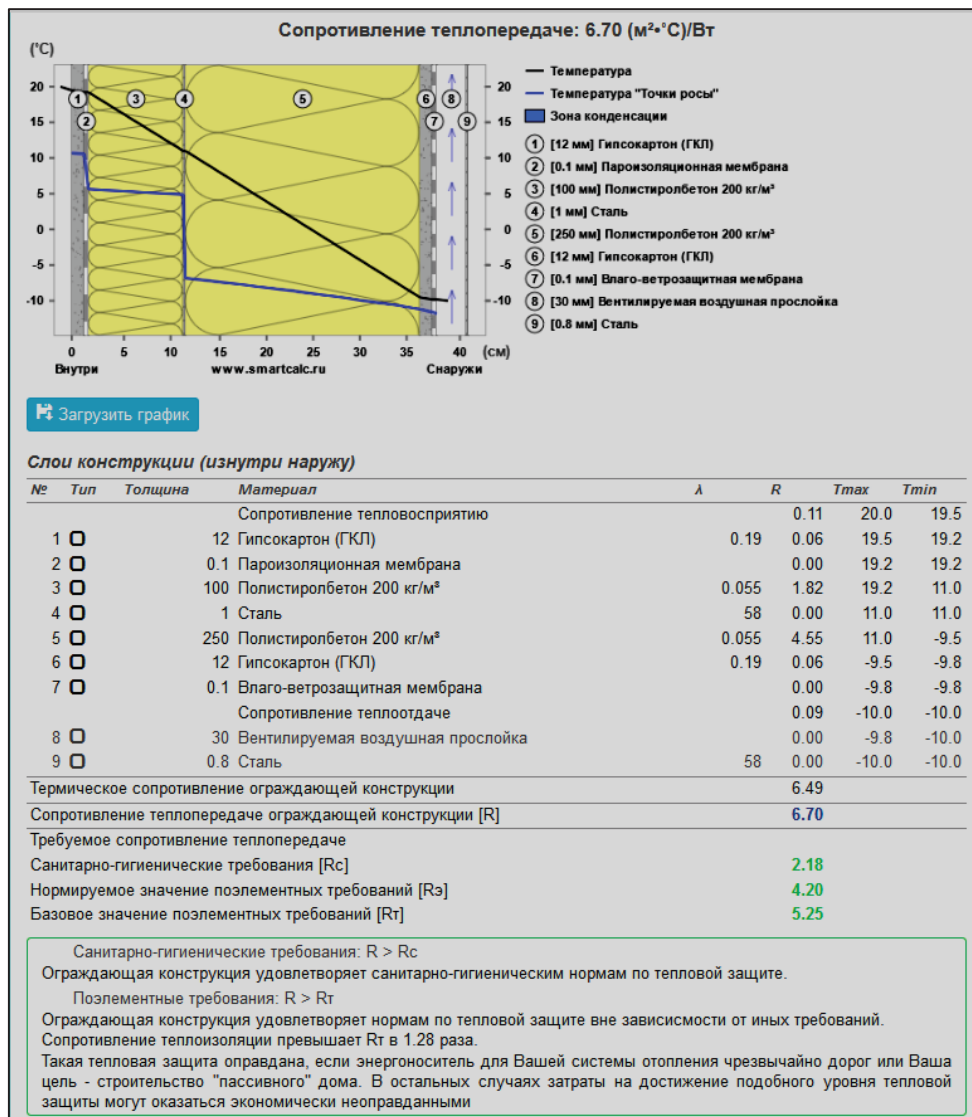 Сопротивление теплопередаче: 6.70 (м²•˚С)/Вт
(˚С)
20
15
10
5
0
-5
-10
20
15
10
5
0
-5
-10
1
2
3
4
5
6
7
8
9
0 5 10 15 20 25 30 35 40 (см)
Внутри www.smartcalc.ru Снаружи
Температура
Температура "Точки росы"
Зона конденсации
1 [12 мм] Гипсокартон (ГКЛ)
2 [0.1 мм] Пароизоляционная мембрана
3 [100 мм] Полистиролбетон 200 кг/м³
4 [1 мм] Сталь
5 [250 мм] Полистиролбетон 200 кг/м³
6 [12 мм] Гипсокартон (ГКЛ)
7 [0.1 мм] Влаго-ветрозащитная мембрана
8 [30 мм] Вентилируемая воздушная прослойка
9 [0.8 мм] Сталь
Загрузить график
Слои конструкции (изнутри наружу)
№ Тип Толщина Материал λ R Tmax Tmin
Сопротивление тепловосприятию 0.11 20.0 19.5
1 12 Гипсокартон (ГКЛ) 0.19 0.06 19.5 19.2
2 0.1 Пароизоляционная мембрана 0.00 19.2 19.2
3 100 Полистиролбетон 200 кг/м³ 0.055 1.82 19.2 11.0
4 1 Сталь 58 0.00 11.0 11.0
5 250 Полистиролбетон 200 кг/м³ 0.055 4.55 11.0 -9.5
6 12 Гипсокартон (ГКЛ) 0.19 0.06 -9.5 -9.8
7 0.1 Влаго-ветрозащитная мембрана 0.00 -9.8 -9.8
Сопротивление теплоотдаче 0.09 -10.0 -10.0
8 30 Вентилируемая воздушная прослойка 0.00 -9.8 -10.0
9 0.8 Сталь 58 0.00 -10.0 -10.0
Термическое сопротивление ограждающей конструкции 6.49
Сопротивление теплопередаче ограждающей конструкции [R] 6.70
Требуемое сопротивление теплопередаче
Санитарно-гигиенические требования [Rc] 2.18
Нормируемое значение поэлементных требований [Rэ] 4.20
Базовое значение поэлементных требований [Rт] 5.25
Санитарно-гигиенические требования: R > Rc
Ограждающая конструкция удовлетворяет санитарно-гигиеническим нормам по тепловой защите.
Поэлементные требования: R > Rт
Ограждающая конструкция удовлетворяет нормам по тепловой защите вне зависисмости от иных требований.
Сопротивление теплоизоляции превышает Rт в 1.28 раза.
Такая тепловая защита оправдана, если энергоноситель для Вашей системы отопления чрезвычайно дорог или Ваша
цель - строительство "пассивного" дома. В остальных случаях затраты на достижение подобного уровня тепловой
защиты могут оказаться экономически неоправданными